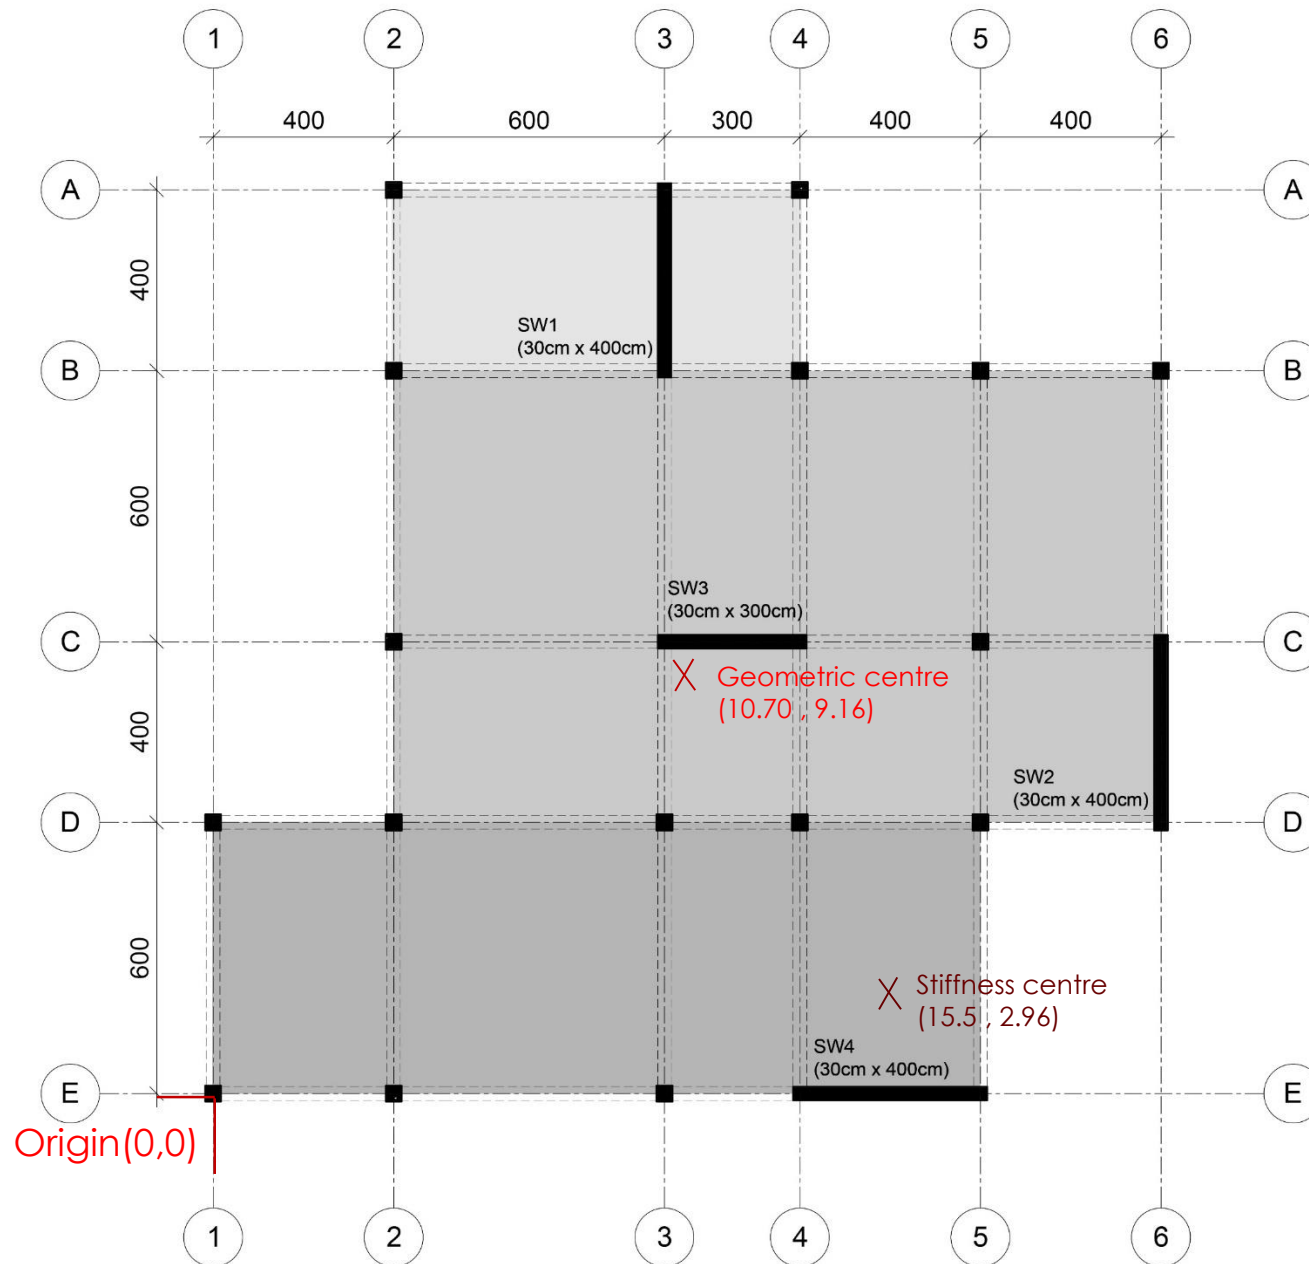 1 2 3 4 5 6
400 600 300 400 400
A A
400
SW1
(30cm x 400cm)
B B
600
SW3
(30cm x 300cm)
C C
Geometric centre
(10.70 , 9.16)
400
SW2
(30cm x 400cm)
D D
600
Stiffness centre
(15.5 , 2.96)
SW4
(30cm x 400cm)
E E
Origin(0,0)
1 2 3 4 5 6